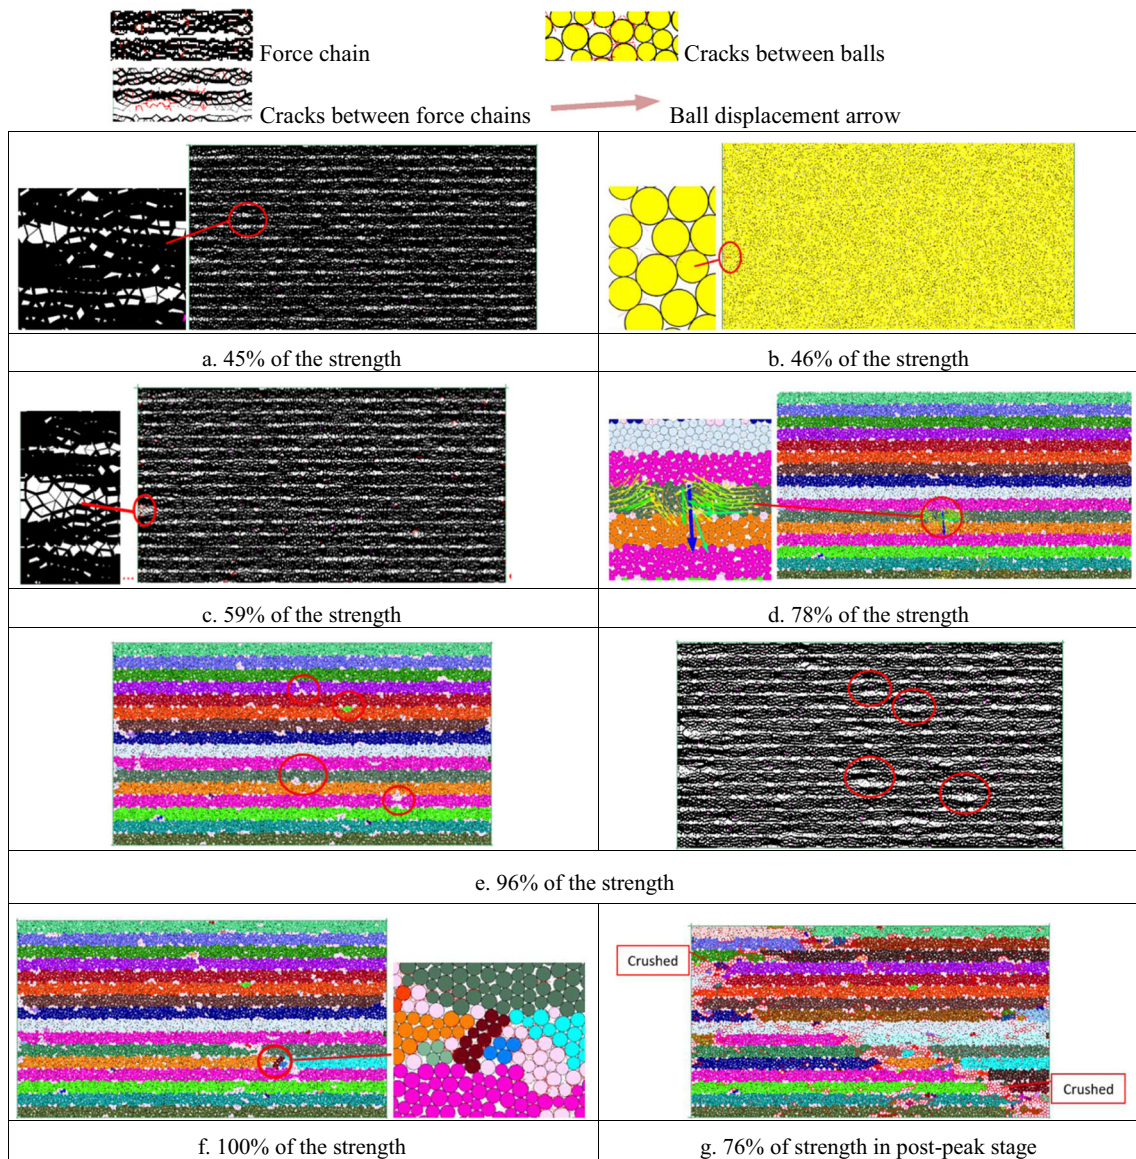 Force chain
Cracks between balls
Cracks between force chains
Ball displacement arrow
a. 45% of the strength
b. 46% of the strength
c. 59% of the strength
d. 78% of the strength
e. 96% of the strength
Crushed
Crushed
f. 100% of the strength
g. 76% of strength in post-peak stage